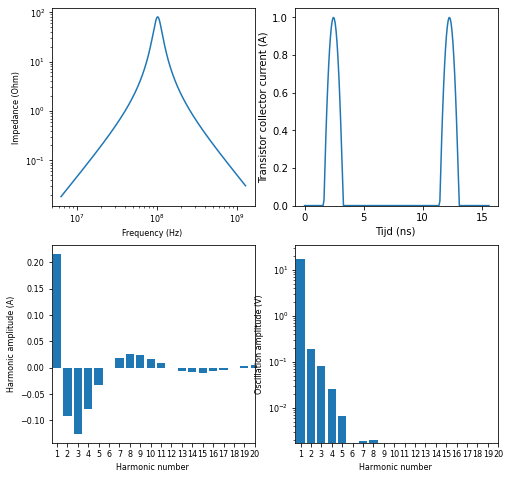 10²
10¹
10⁰
10⁻¹
Impedance (Ohm)
10⁷
10⁸
10⁹
Frequency (Hz)
1.0
0.8
0.6
0.4
0.2
0.0
Transistor collector current (A)
0
5
10
15
Tijd (ns)
0.20
0.15
0.10
0.05
0.00
−0.05
−0.10
Harmonic amplitude (A)
1 2 3 4 5 6 7 8 9 10 11 12 13 14 15 16 17 18 19 20
Harmonic number
10¹
10⁰
10⁻¹
10⁻²
Oscillation amplitude (V)
1 2 3 4 5 6 7 8 9 10 11 12 13 14 15 16 17 18 19 20
Harmonic number